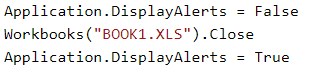 Application.DisplayAlerts = False
Workbooks("BOOK1.XLS").Close
Application.DisplayAlerts = True